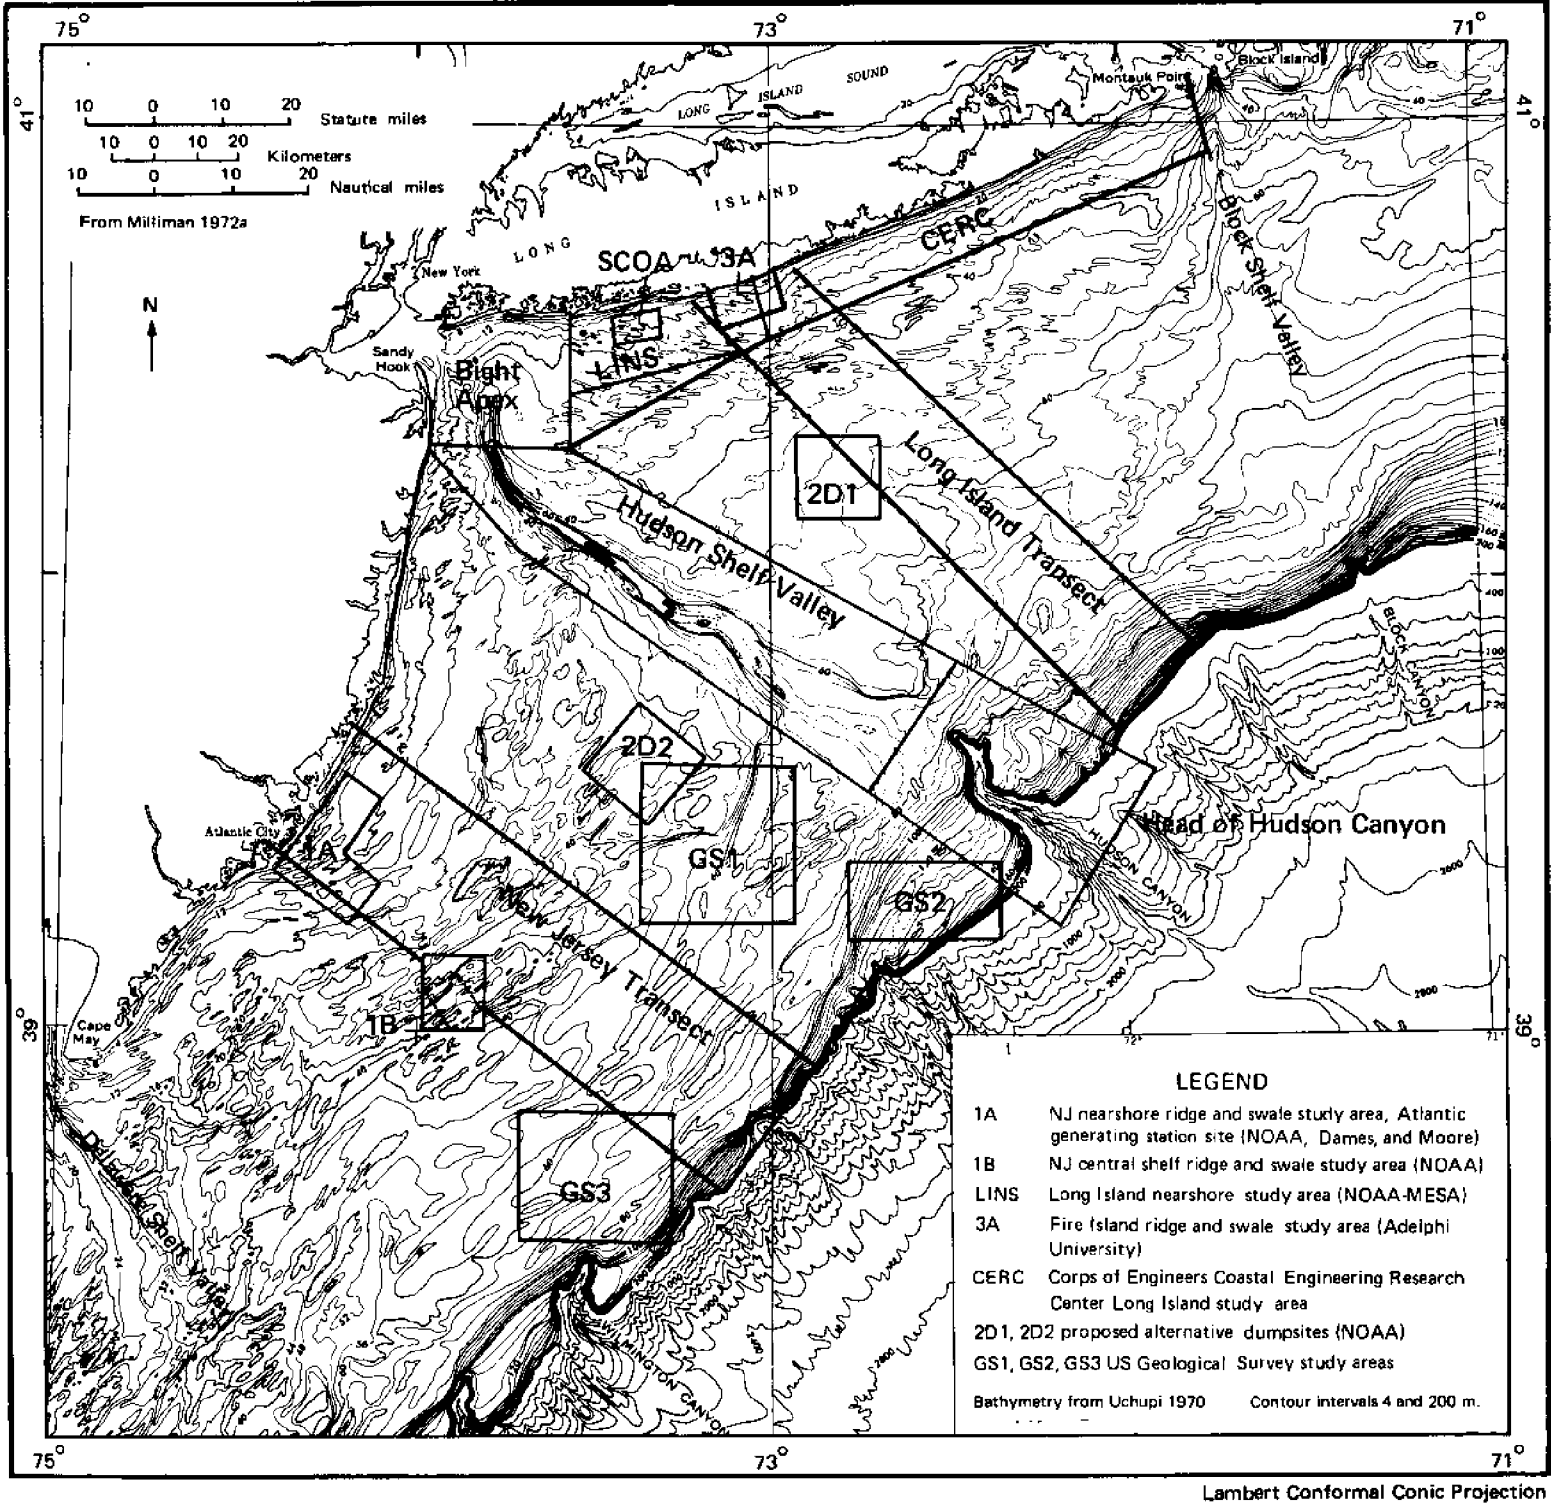 75°
73°
71°
41°
41°
10 0 10 20
Statute miles
10 0 10 20
Kilometers
10 0 10 20
Nautical miles
From Milliman 1972a
N
Block Island
Montauk Point
LONG ISLAND SOUND
LONG ISLAND
New York
Sandy
Hook
SCOA
3A
CERC
LINS
Bight
Apex
Block Shelf Valley
2D1
Long Island Transect
Hudson Shelf Valley
BLOCK CANYON
2D2
GS1
GS2
Head of Hudson Canyon
HUDSON CANYON
Atlantic City
1A
New Jersey Transect
1B
Cape
May
39°
39°
72°
71°
GS3
Delaware Shelf Valley
WILMINGTON CANYON
LEGEND
1A NJ nearshore ridge and swale study area, Atlantic
generating station site (NOAA, Dames, and Moore)
1B NJ central shelf ridge and swale study area (NOAA)
LINS Long Island nearshore study area (NOAA-MESA)
3A Fire Island ridge and swale study area (Adelphi
University)
CERC Corps of Engineers Coastal Engineering Research
Center Long Island study area
2D1, 2D2 proposed alternative dumpsites (NOAA)
GS1, GS2, GS3 US Geological Survey study areas
Bathymetry from Uchupi 1970 Contour intervals 4 and 200 m.
75°
73°
71°
Lambert Conformal Conic Projection